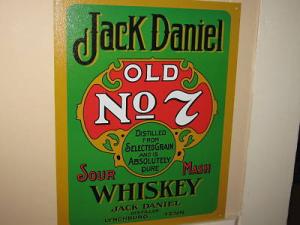 Jack Daniel
OLD
No 7
DISTILLED
FROM
SELECTED GRAIN
AND IS
ABSOLUTELY
PURE
SOUR MASH
WHISKEY
JACK DANIEL
DISTILLER
LYNCHBURG, TENN.